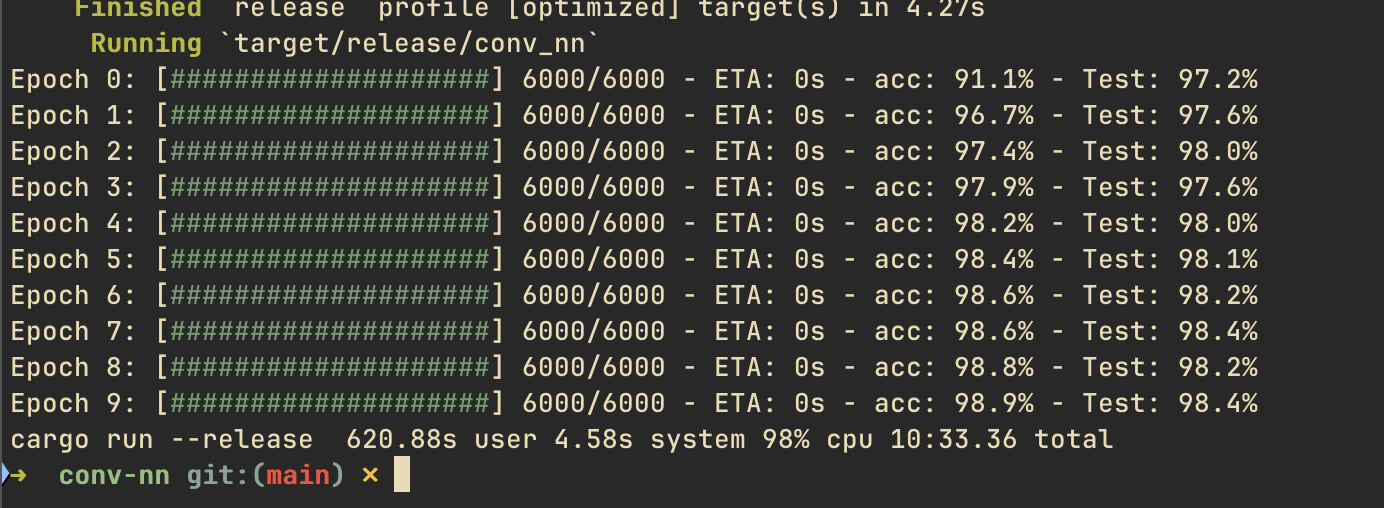 Finished `release` profile [optimized] target(s) in 4.27s
Running `target/release/conv_nn`
Epoch 0: [####################] 6000/6000 - ETA: 0s - acc: 91.1% - Test: 97.2%
Epoch 1: [####################] 6000/6000 - ETA: 0s - acc: 96.7% - Test: 97.6%
Epoch 2: [####################] 6000/6000 - ETA: 0s - acc: 97.4% - Test: 98.0%
Epoch 3: [####################] 6000/6000 - ETA: 0s - acc: 97.9% - Test: 97.6%
Epoch 4: [####################] 6000/6000 - ETA: 0s - acc: 98.2% - Test: 98.0%
Epoch 5: [####################] 6000/6000 - ETA: 0s - acc: 98.4% - Test: 98.1%
Epoch 6: [####################] 6000/6000 - ETA: 0s - acc: 98.6% - Test: 98.2%
Epoch 7: [####################] 6000/6000 - ETA: 0s - acc: 98.6% - Test: 98.4%
Epoch 8: [####################] 6000/6000 - ETA: 0s - acc: 98.8% - Test: 98.2%
Epoch 9: [####################] 6000/6000 - ETA: 0s - acc: 98.9% - Test: 98.4%
cargo run --release  620.88s user 4.58s system 98% cpu 10:33.36 total
➜  conv-nn git:(main) ✗